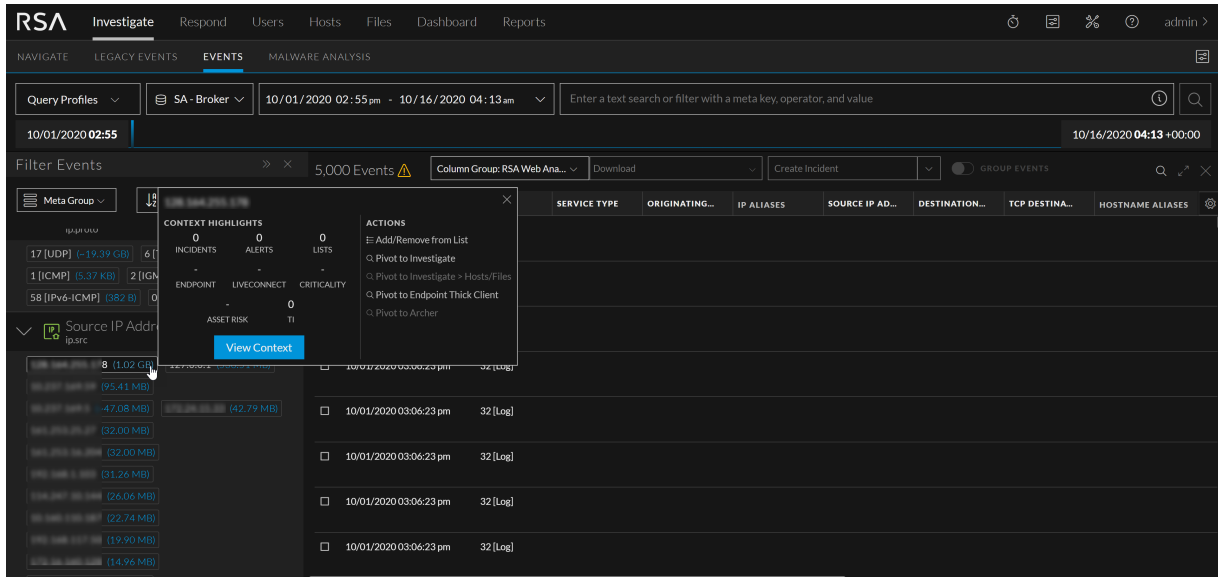 RSA Investigate Respond Users Hosts Files Dashboard Reports admin >
NAVIGATE LEGACY EVENTS EVENTS MALWARE ANALYSIS
Query Profiles SA - Broker 10/01/2020 02:55 pm - 10/16/2020 04:13 am Enter a text search or filter with a meta key, operator, and value
10/01/2020 02:55 10/16/2020 04:13 +00:00
Filter Events 5,000 Events Column Group: RSA Web Ana... Download Create Incident GROUP EVENTS
Meta Group
SERVICE TYPE ORIGINATING... IP ALIASES SOURCE IP AD... DESTINATION... TCP DESTINA... HOSTNAME ALIASES
CONTEXT HIGHLIGHTS ACTIONS
0 0 0
INCIDENTS ALERTS LISTS
- - -
ENDPOINT LIVECONNECT CRITICALITY
- 0
ASSET RISK TI
View Context
Add/Remove from List
Pivot to Investigate
Pivot to Investigate > Hosts/Files
Pivot to Endpoint Thick Client
Pivot to Archer
ip.proto
17 [UDP] (~19.39 GB) 6 [
1 [ICMP] (5.37 KB) 2 [IGM
58 [IPv6-ICMP] (382 B) 0
Source IP Addr
ip.src
8 (1.02 GB)
(95.41 MB)
(~47.08 MB) (42.79 MB)
(32.00 MB)
(32.00 MB)
(31.26 MB)
(26.06 MB)
(22.74 MB)
(19.90 MB)
(14.96 MB)
10/01/2020 03:06:23 pm 32 [Log]
10/01/2020 03:06:23 pm 32 [Log]
10/01/2020 03:06:23 pm 32 [Log]
10/01/2020 03:06:23 pm 32 [Log]
10/01/2020 03:06:23 pm 32 [Log]